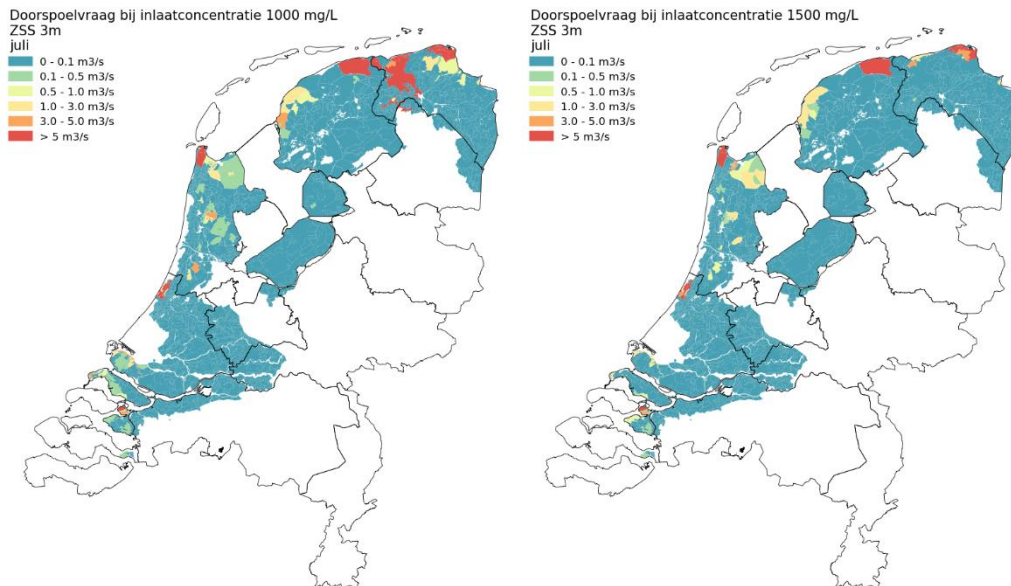 Doorspoelvraag bij inlaatconcentratie 1000 mg/L
ZSS 3m
juli
0 - 0.1 m3/s
0.1 - 0.5 m3/s
0.5 - 1.0 m3/s
1.0 - 3.0 m3/s
3.0 - 5.0 m3/s
> 5 m3/s
Doorspoelvraag bij inlaatconcentratie 1500 mg/L
ZSS 3m
juli
0 - 0.1 m3/s
0.1 - 0.5 m3/s
0.5 - 1.0 m3/s
1.0 - 3.0 m3/s
3.0 - 5.0 m3/s
> 5 m3/s